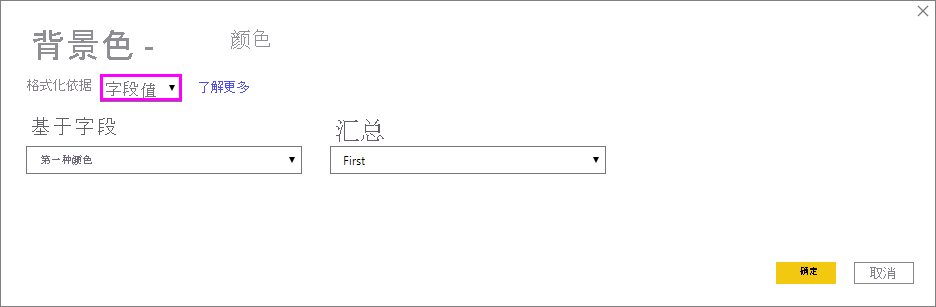 背景色 - 颜色
格式化依据 字段值 了解更多
基于字段 汇总
第一种颜色 First
确定 取消